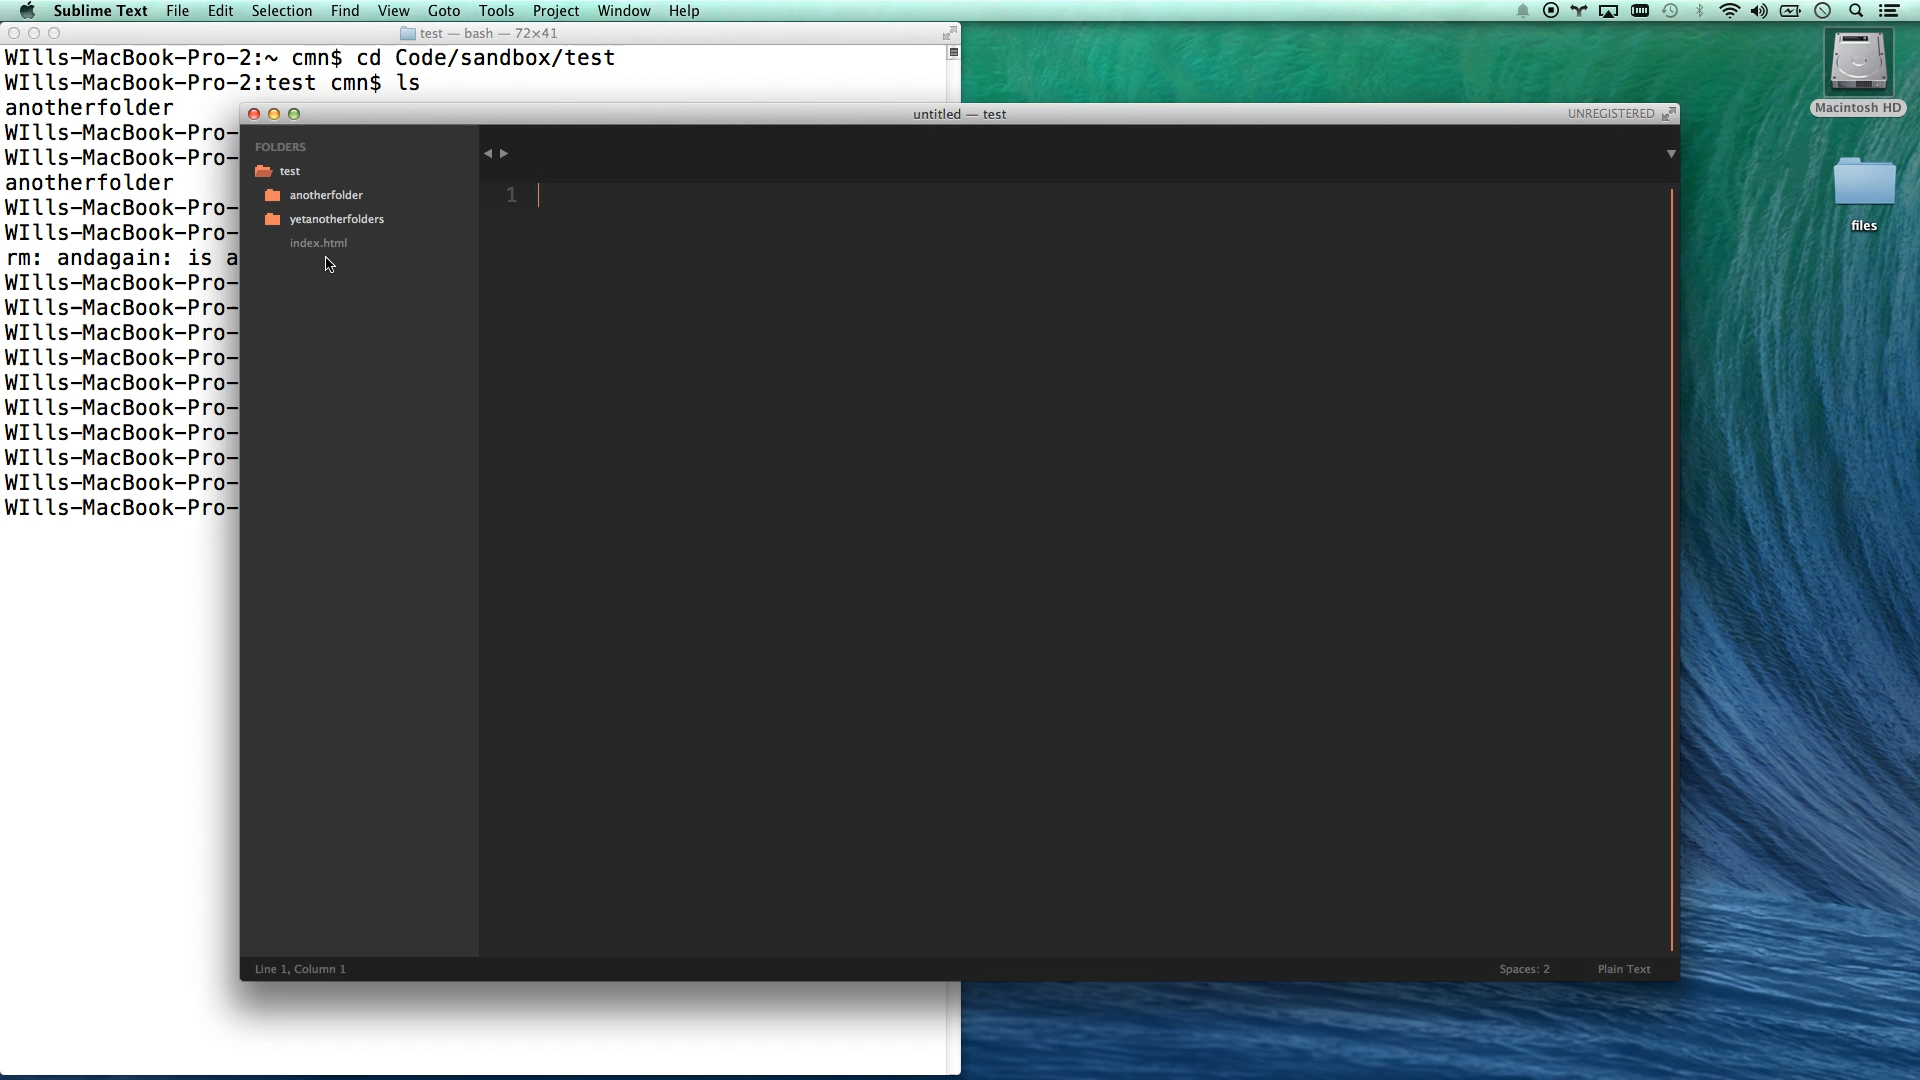 Sublime Text File Edit Selection Find View Goto Tools Project Window Help
test — bash — 72×41
WIlls-MacBook-Pro-2:~ cmn$ cd Code/sandbox/test
WIlls-MacBook-Pro-2:test cmn$ ls
anotherfolder
WIlls-MacBook-Pro-
WIlls-MacBook-Pro-
anotherfolder
WIlls-MacBook-Pro-
WIlls-MacBook-Pro-
rm: andagain: is a
WIlls-MacBook-Pro-
WIlls-MacBook-Pro-
WIlls-MacBook-Pro-
WIlls-MacBook-Pro-
WIlls-MacBook-Pro-
WIlls-MacBook-Pro-
WIlls-MacBook-Pro-
WIlls-MacBook-Pro-
WIlls-MacBook-Pro-
WIlls-MacBook-Pro-
untitled — test
UNREGISTERED
FOLDERS
test
anotherfolder
yetanotherfolders
index.html
1
Line 1, Column 1
Spaces: 2
Plain Text
Macintosh HD
files